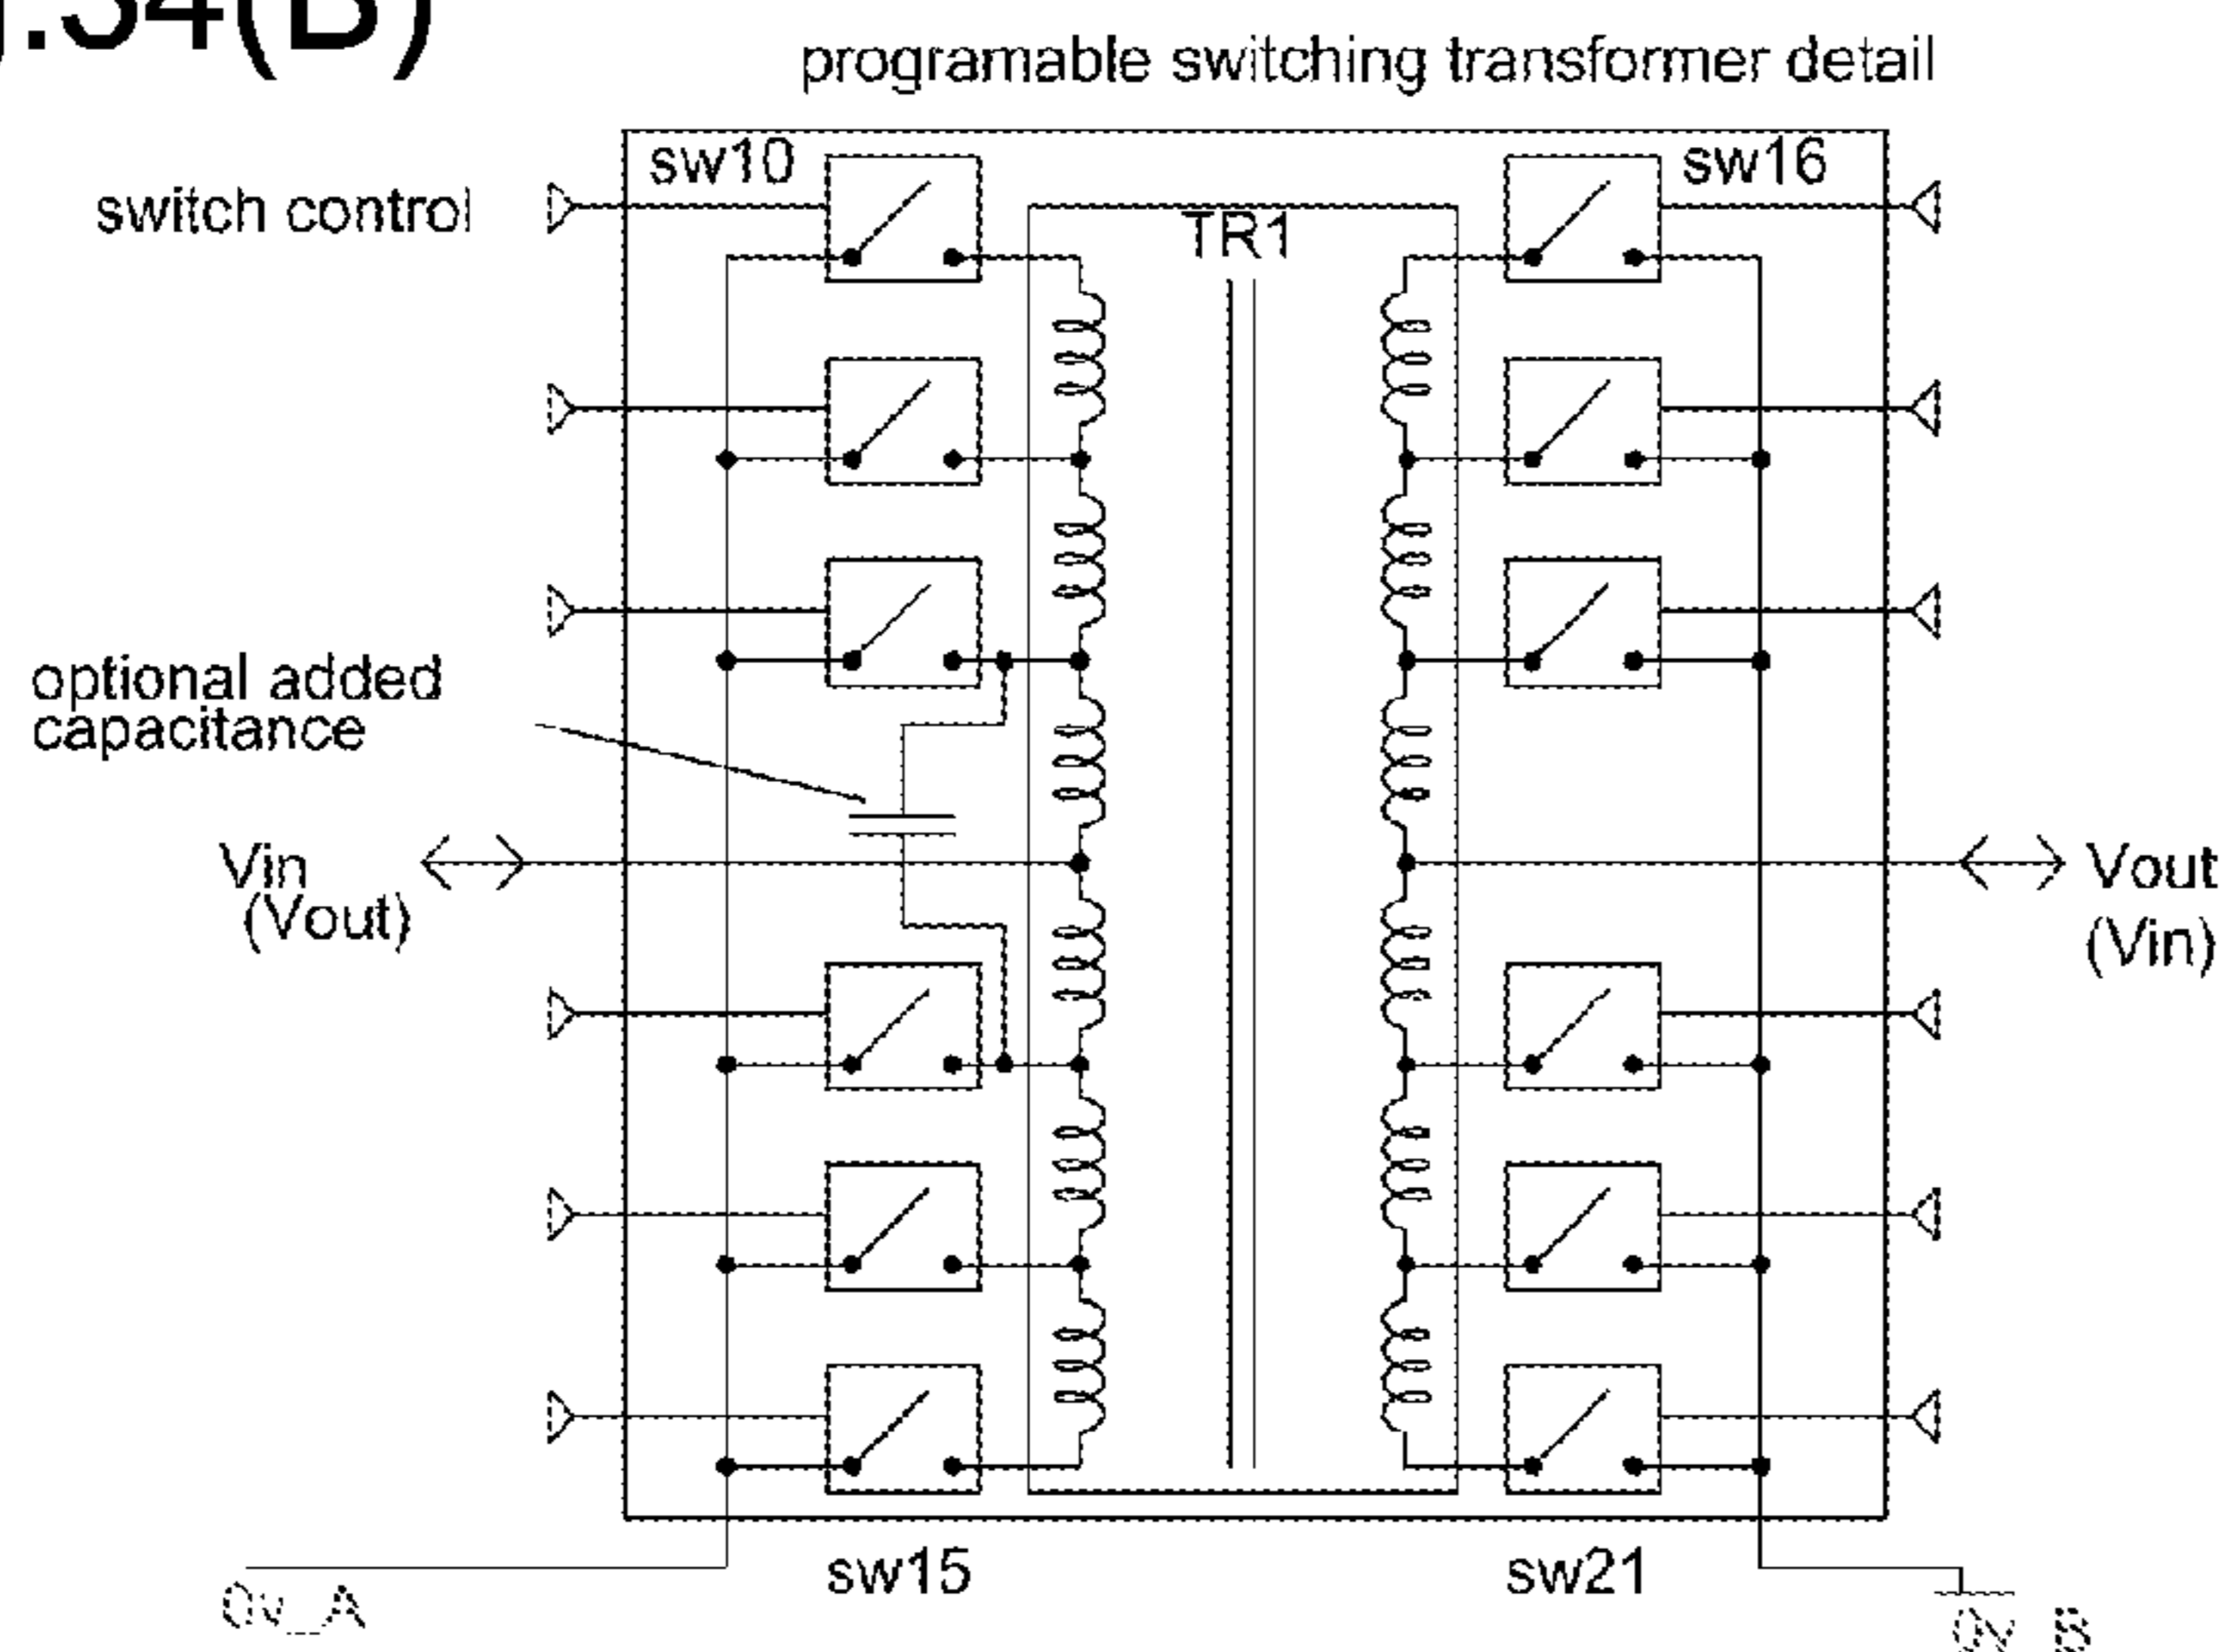 .34(B)
programable switching transformer detail
sw10
sw16
switch control
TR1
optional added
capacitance
Vin
(Vout)
Vout
(Vin)
sw15
sw21
0v_A
0v_B